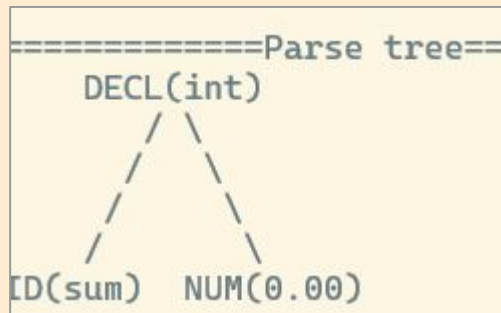 =============Parse tree==
DECL(int)
/ \
/ \
/ \
/ \
ID(sum) NUM(0.00)